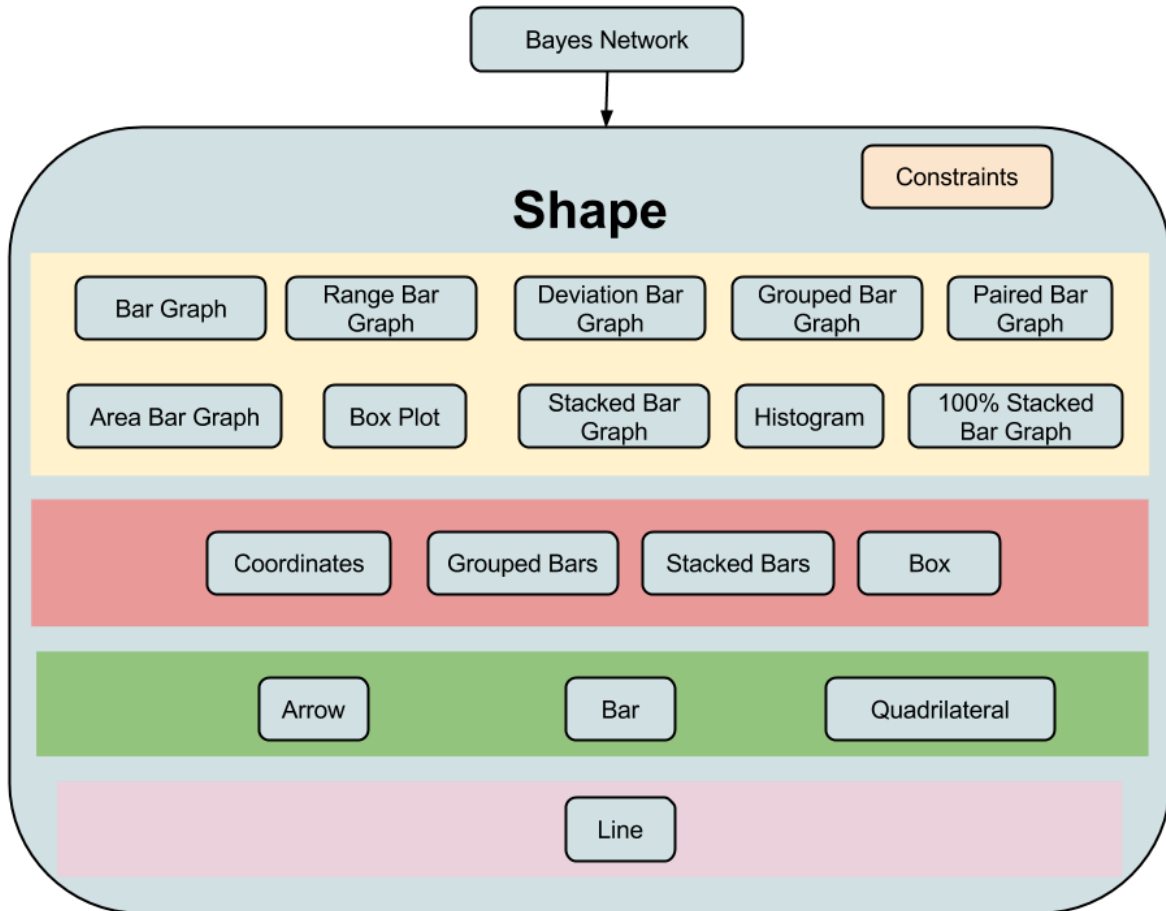 Bayes Network
Constraints
Shape
Bar Graph
Range Bar
Graph
Deviation Bar
Graph
Grouped Bar
Graph
Paired Bar
Graph
Area Bar Graph
Box Plot
Stacked Bar
Graph
Histogram
100% Stacked
Bar Graph
Coordinates
Grouped Bars
Stacked Bars
Box
Arrow
Bar
Quadrilateral
Line